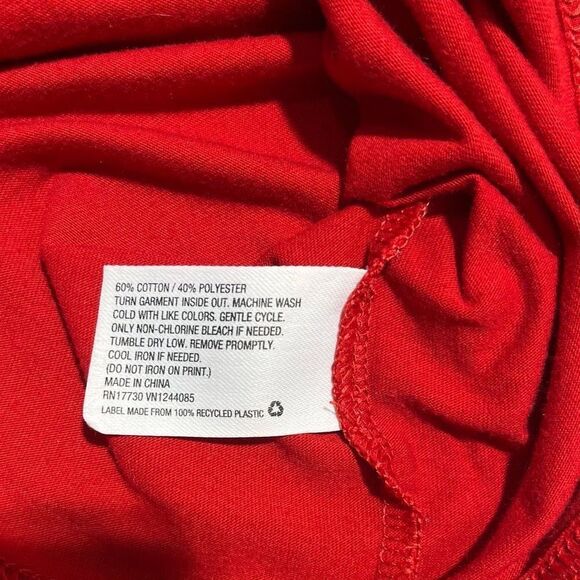 60% COTTON / 40% POLYESTER
TURN GARMENT INSIDE OUT. MACHINE WASH
COLD WITH LIKE COLORS. GENTLE CYCLE.
ONLY NON-CHLORINE BLEACH IF NEEDED.
TUMBLE DRY LOW. REMOVE PROMPTLY.
COOL IRON IF NEEDED.
(DO NOT IRON ON PRINT.)
MADE IN CHINA
RN17730 VN1244085
LABEL MADE FROM 100% RECYCLED PLASTIC